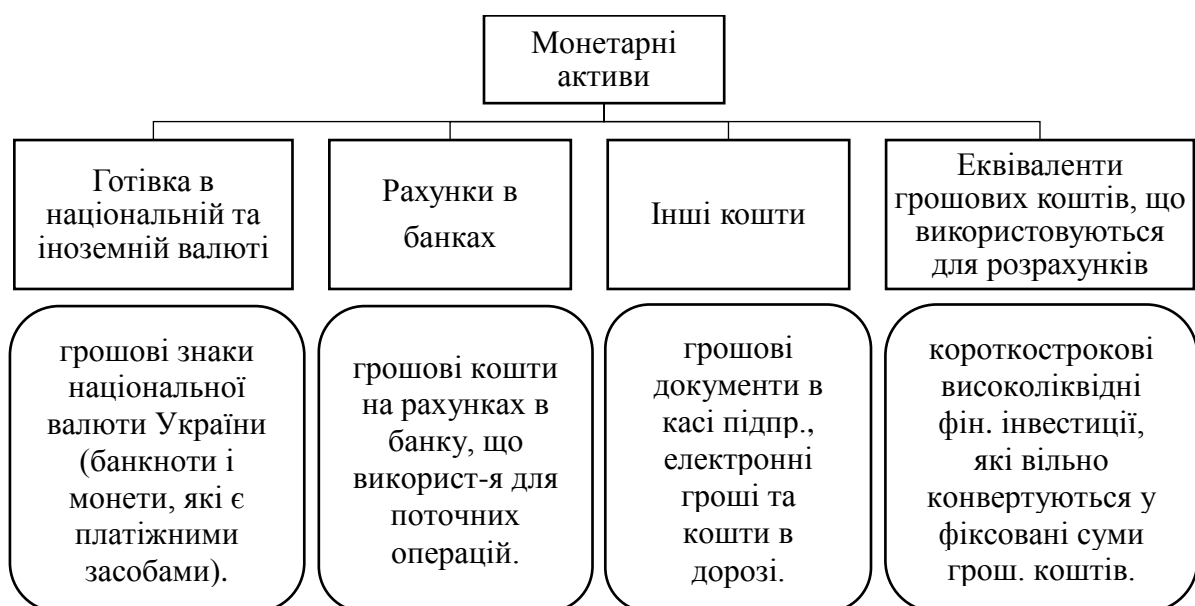 Монетарні
активи
Готівка в
національній та
іноземній валюті
Рахунки в
банках
Інші кошти
Еквіваленти
грошових коштів, що
використовуються
для розрахунків
грошові знаки
національної
валюти України
(банкноти і
монети, які є
платіжними
засобами).
грошові кошти
на рахунках в
банку, що
використ-я для
поточних
операцій.
грошові
документи в
касі підпр.,
електронні
гроші та
кошти в
дорозі.
короткострокові
високоліквідні
фін. інвестиції,
які вільно
конвертуються у
фіксовані суми
грош. коштів.